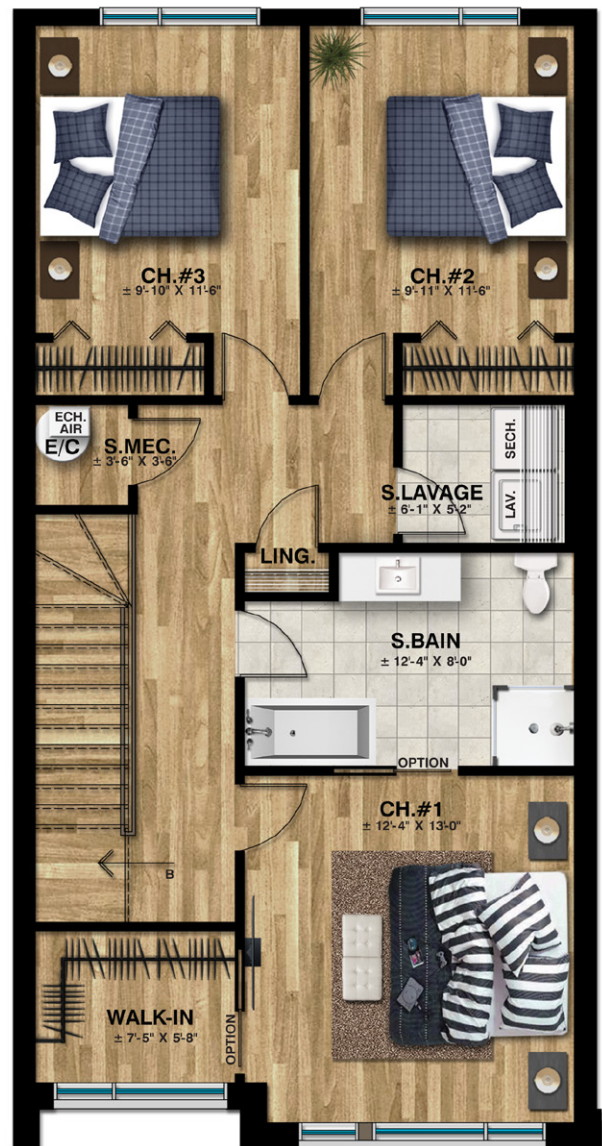 CH.#3
± 9'-10" X 11'-6"
CH.#2
± 9'-11" X 11'-6"
ECH.
AIR
E/C
S.MEC.
± 3'-6" X 3'-6"
SECH.
S.LAVAGE
± 6'-1" X 5'-2"
LAV.
LING.
S.BAIN
± 12'-4" X 8'-0"
OPTION
CH.#1
± 12'-4" X 13'-0"
B
WALK-IN
± 7'-5" X 5'-8"
OPTION